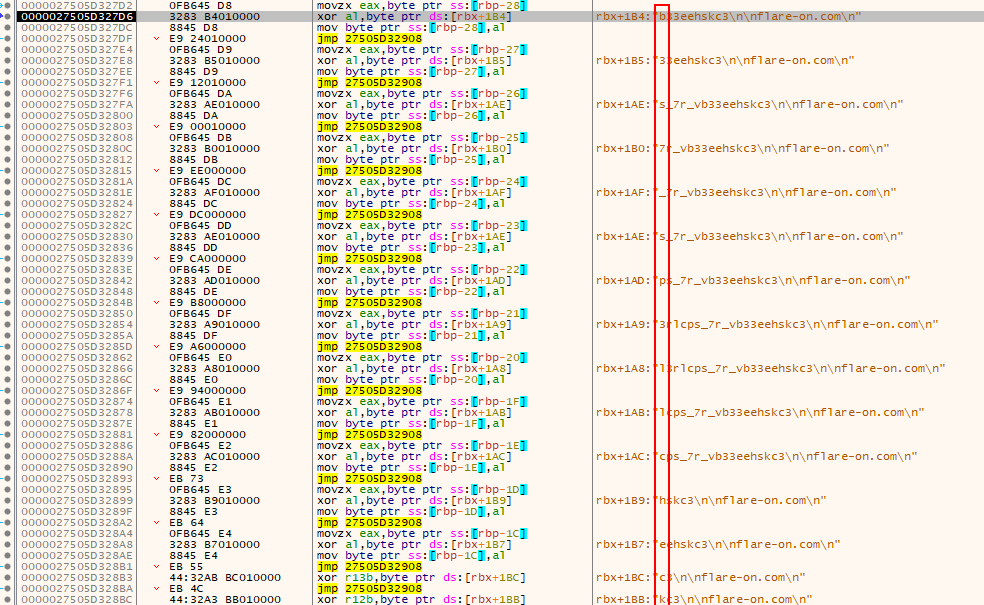 0000027505D327D2 0FB645 D8 movzx eax,byte ptr ss:[rbp-28]
0000027505D327D6 3283 B4010000 xor al,byte ptr ds:[rbx+1B4] rbx+1B4:"b33eehskc3\n\nflare-on.com\n"
0000027505D327DC 8845 D8 mov byte ptr ss:[rbp-28],al
0000027505D327DF E9 24010000 jmp 27505D32908
0000027505D327E4 0FB645 D9 movzx eax,byte ptr ss:[rbp-27]
0000027505D327E8 3283 B5010000 xor al,byte ptr ds:[rbx+1B5] rbx+1B5:"33eehskc3\n\nflare-on.com\n"
0000027505D327EE 8845 D9 mov byte ptr ss:[rbp-27],al
0000027505D327F1 E9 12010000 jmp 27505D32908
0000027505D327F6 0FB645 DA movzx eax,byte ptr ss:[rbp-26]
0000027505D327FA 3283 AE010000 xor al,byte ptr ds:[rbx+1AE] rbx+1AE:"s_7r_vb33eehskc3\n\nflare-on.com\n"
0000027505D32800 8845 DA mov byte ptr ss:[rbp-26],al
0000027505D32803 E9 00010000 jmp 27505D32908
0000027505D32808 0FB645 DB movzx eax,byte ptr ss:[rbp-25]
0000027505D3280C 3283 B0010000 xor al,byte ptr ds:[rbx+1B0] rbx+1B0:"7r_vb33eehskc3\n\nflare-on.com\n"
0000027505D32812 8845 DB mov byte ptr ss:[rbp-25],al
0000027505D32815 E9 EE000000 jmp 27505D32908
0000027505D3281A 0FB645 DC movzx eax,byte ptr ss:[rbp-24]
0000027505D3281E 3283 AF010000 xor al,byte ptr ds:[rbx+1AF] rbx+1AF:"_7r_vb33eehskc3\n\nflare-on.com\n"
0000027505D32824 8845 DC mov byte ptr ss:[rbp-24],al
0000027505D32827 E9 DC000000 jmp 27505D32908
0000027505D3282C 0FB645 DD movzx eax,byte ptr ss:[rbp-23]
0000027505D32830 3283 AE010000 xor al,byte ptr ds:[rbx+1AE] rbx+1AE:"s_7r_vb33eehskc3\n\nflare-on.com\n"
0000027505D32836 8845 DD mov byte ptr ss:[rbp-23],al
0000027505D32839 E9 CA000000 jmp 27505D32908
0000027505D3283E 0FB645 DE movzx eax,byte ptr ss:[rbp-22]
0000027505D32842 3283 AD010000 xor al,byte ptr ds:[rbx+1AD] rbx+1AD:"ps_7r_vb33eehskc3\n\nflare-on.com\n"
0000027505D32848 8845 DE mov byte ptr ss:[rbp-22],al
0000027505D3284B E9 B8000000 jmp 27505D32908
0000027505D32850 0FB645 DF movzx eax,byte ptr ss:[rbp-21]
0000027505D32854 3283 A9010000 xor al,byte ptr ds:[rbx+1A9] rbx+1A9:"3rlcps_7r_vb33eehskc3\n\nflare-on.com\n"
0000027505D3285A 8845 DF mov byte ptr ss:[rbp-21],al
0000027505D3285D E9 A6000000 jmp 27505D32908
0000027505D32862 0FB645 E0 movzx eax,byte ptr ss:[rbp-20]
0000027505D32866 3283 A8010000 xor al,byte ptr ds:[rbx+1A8] rbx+1A8:"l3rlcps_7r_vb33eehskc3\n\nflare-on.com\n"
0000027505D3286C 8845 E0 mov byte ptr ss:[rbp-20],al
0000027505D3286F E9 94000000 jmp 27505D32908
0000027505D32874 0FB645 E1 movzx eax,byte ptr ss:[rbp-1F]
0000027505D32878 3283 AB010000 xor al,byte ptr ds:[rbx+1AB] rbx+1AB:"lcps_7r_vb33eehskc3\n\nflare-on.com\n"
0000027505D3287E 8845 E1 mov byte ptr ss:[rbp-1F],al
0000027505D32881 E9 82000000 jmp 27505D32908
0000027505D32886 0FB645 E2 movzx eax,byte ptr ss:[rbp-1E]
0000027505D3288A 3283 AC010000 xor al,byte ptr ds:[rbx+1AC] rbx+1AC:"cps_7r_vb33eehskc3\n\nflare-on.com\n"
0000027505D32890 8845 E2 mov byte ptr ss:[rbp-1E],al
0000027505D32893 EB 73 jmp 27505D32908
0000027505D32895 0FB645 E3 movzx eax,byte ptr ss:[rbp-1D]
0000027505D32899 3283 B9010000 xor al,byte ptr ds:[rbx+1B9] rbx+1B9:"hskc3\n\nflare-on.com\n"
0000027505D3289F 8845 E3 mov byte ptr ss:[rbp-1D],al
0000027505D328A2 EB 64 jmp 27505D32908
0000027505D328A4 0FB645 E4 movzx eax,byte ptr ss:[rbp-1C]
0000027505D328A8 3283 B7010000 xor al,byte ptr ds:[rbx+1B7] rbx+1B7:"eehskc3\n\nflare-on.com\n"
0000027505D328AE 8845 E4 mov byte ptr ss:[rbp-1C],al
0000027505D328B1 EB 55 jmp 27505D32908
0000027505D328B3 44:32AB BC010000 xor r13b,byte ptr ds:[rbx+1BC] rbx+1BC:"c3\n\nflare-on.com\n"
0000027505D328BA EB 4C jmp 27505D32908
0000027505D328BC 44:32A3 BB010000 xor r12b,byte ptr ds:[rbx+1BB] rbx+1BB:"kc3\n\nflare-on.com\n"